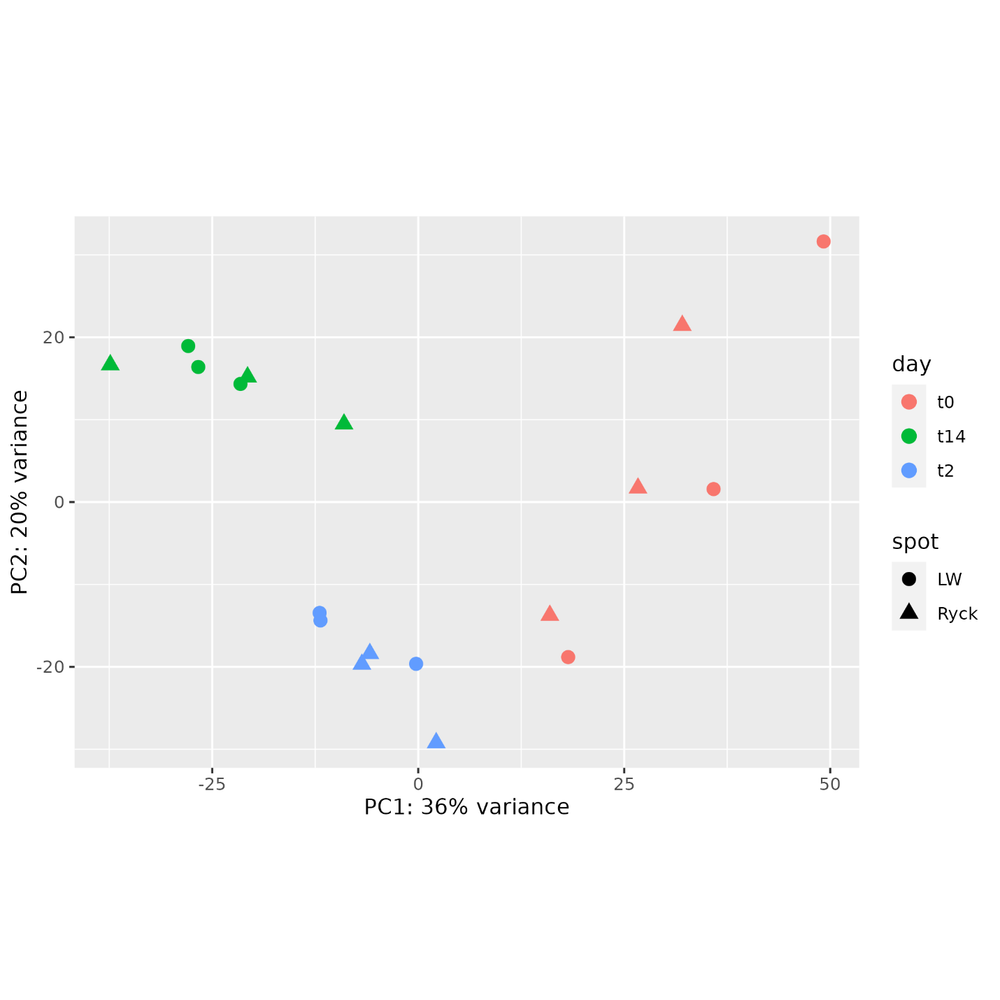 20
0
-20
-25
0
25
50
PC1: 36% variance
PC2: 20% variance
day
t0
t14
t2
spot
LW
Ryck